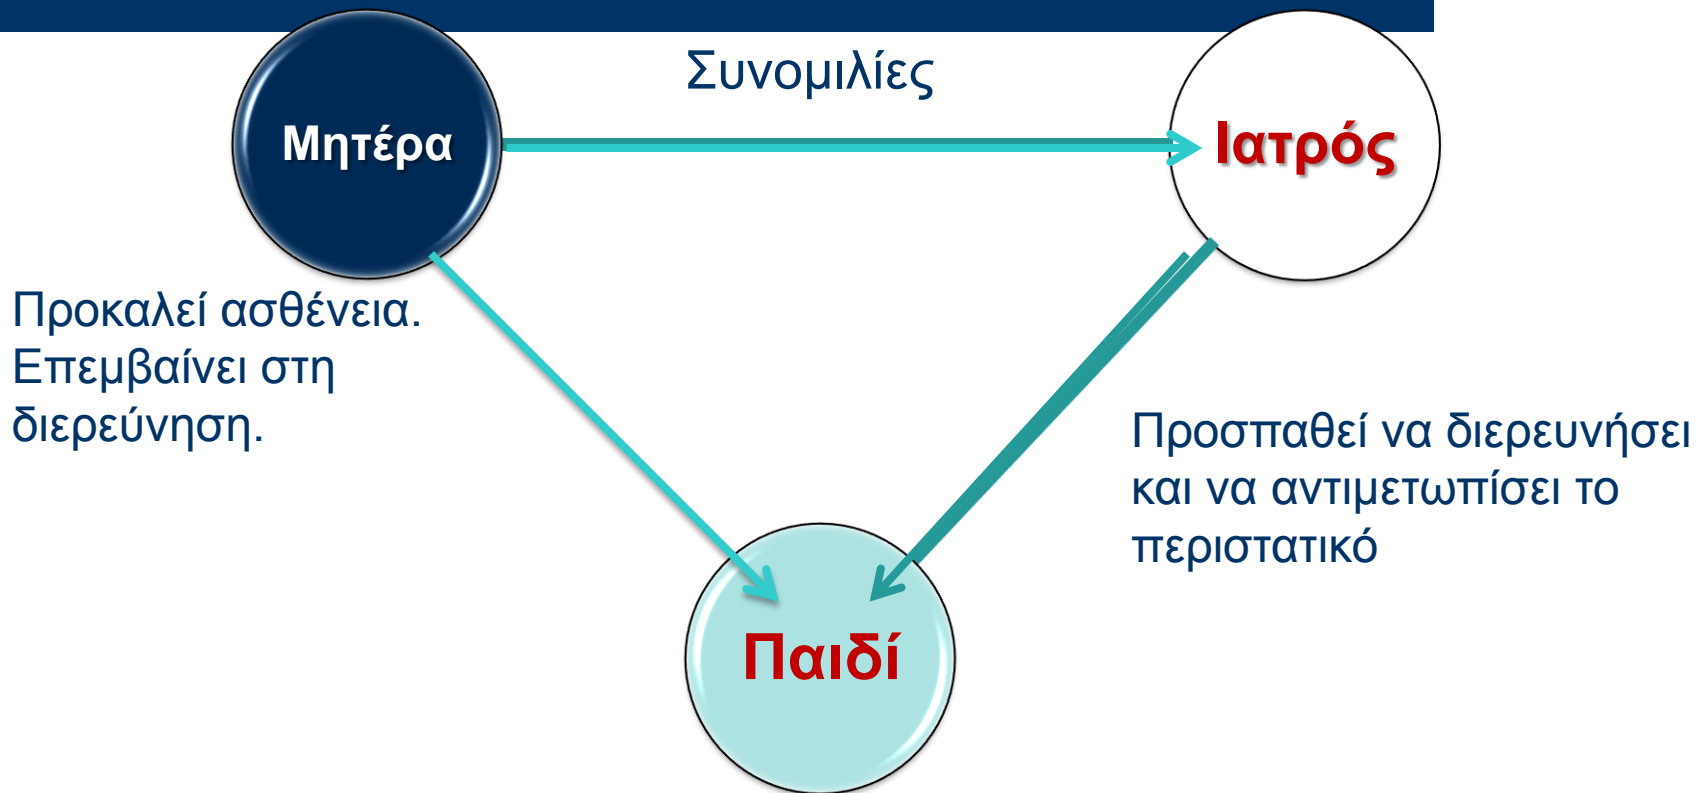 Συνομιλίες
Μητέρα
Ιατρός
Προκαλεί ασθένεια.
Επεμβαίνει στη
διερεύνηση.
Προσπαθεί να διερευνήσει
και να αντιμετωπίσει το
περιστατικό
Παιδί